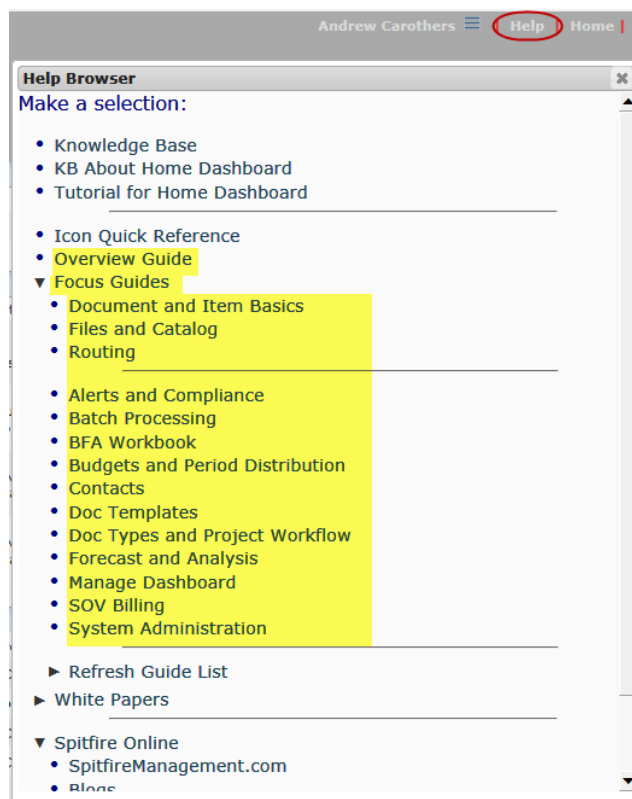 Andrew Carothers | Help | Home |
Help Browser
Make a selection:
Knowledge Base
KB About Home Dashboard
Tutorial for Home Dashboard
Icon Quick Reference
Overview Guide
Focus Guides
Document and Item Basics
Files and Catalog
Routing
Alerts and Compliance
Batch Processing
BFA Workbook
Budgets and Period Distribution
Contacts
Doc Templates
Doc Types and Project Workflow
Forecast and Analysis
Manage Dashboard
SOV Billing
System Administration
Refresh Guide List
White Papers
Spitfire Online
SpitfireManagement.com
Blogs